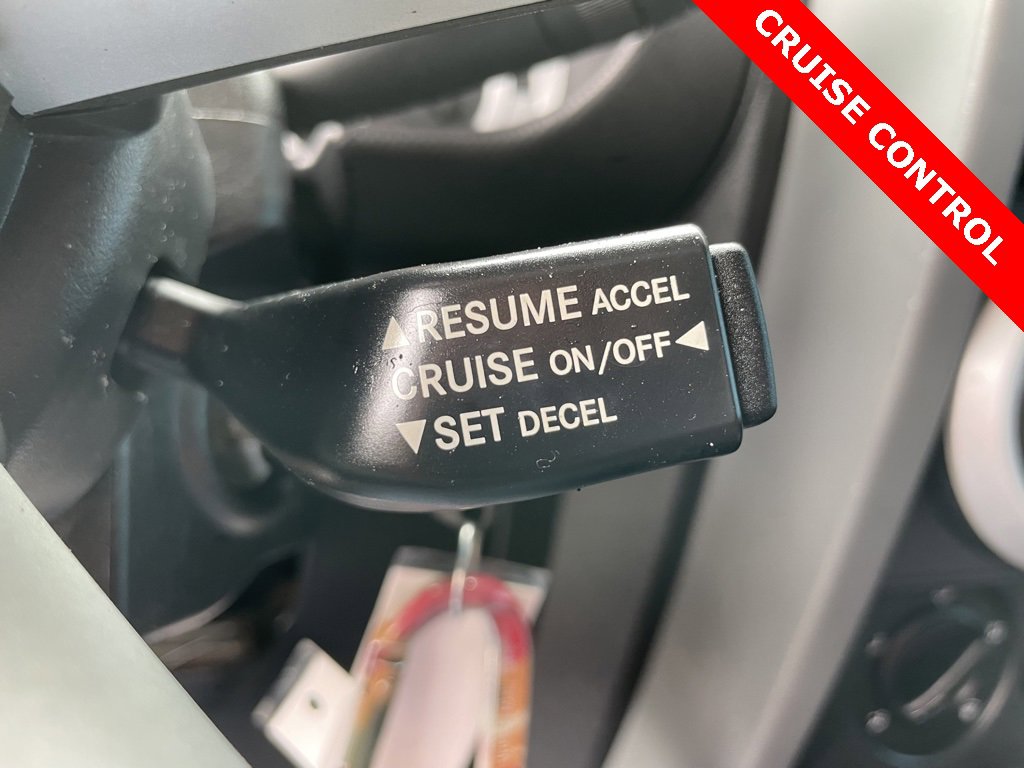 CRUISE CONTROL
▲RESUME ACCEL
CRUISE ON/OFF◀
▼SET DECEL